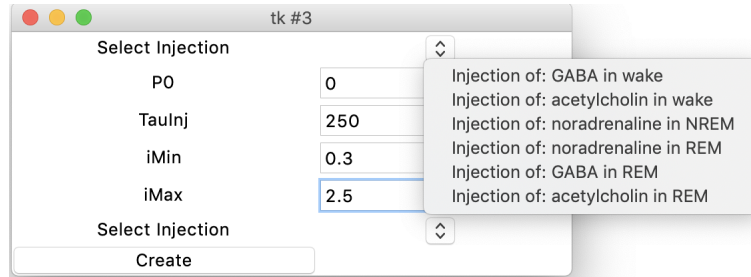 tk #3
Select Injection
P0 0
TauInj 250
iMin 0.3
iMax 2.5
Select Injection
Create
Injection of: GABA in wake
Injection of: acetylcholin in wake
Injection of: noradrenaline in NREM
Injection of: noradrenaline in REM
Injection of: GABA in REM
Injection of: acetylcholin in REM